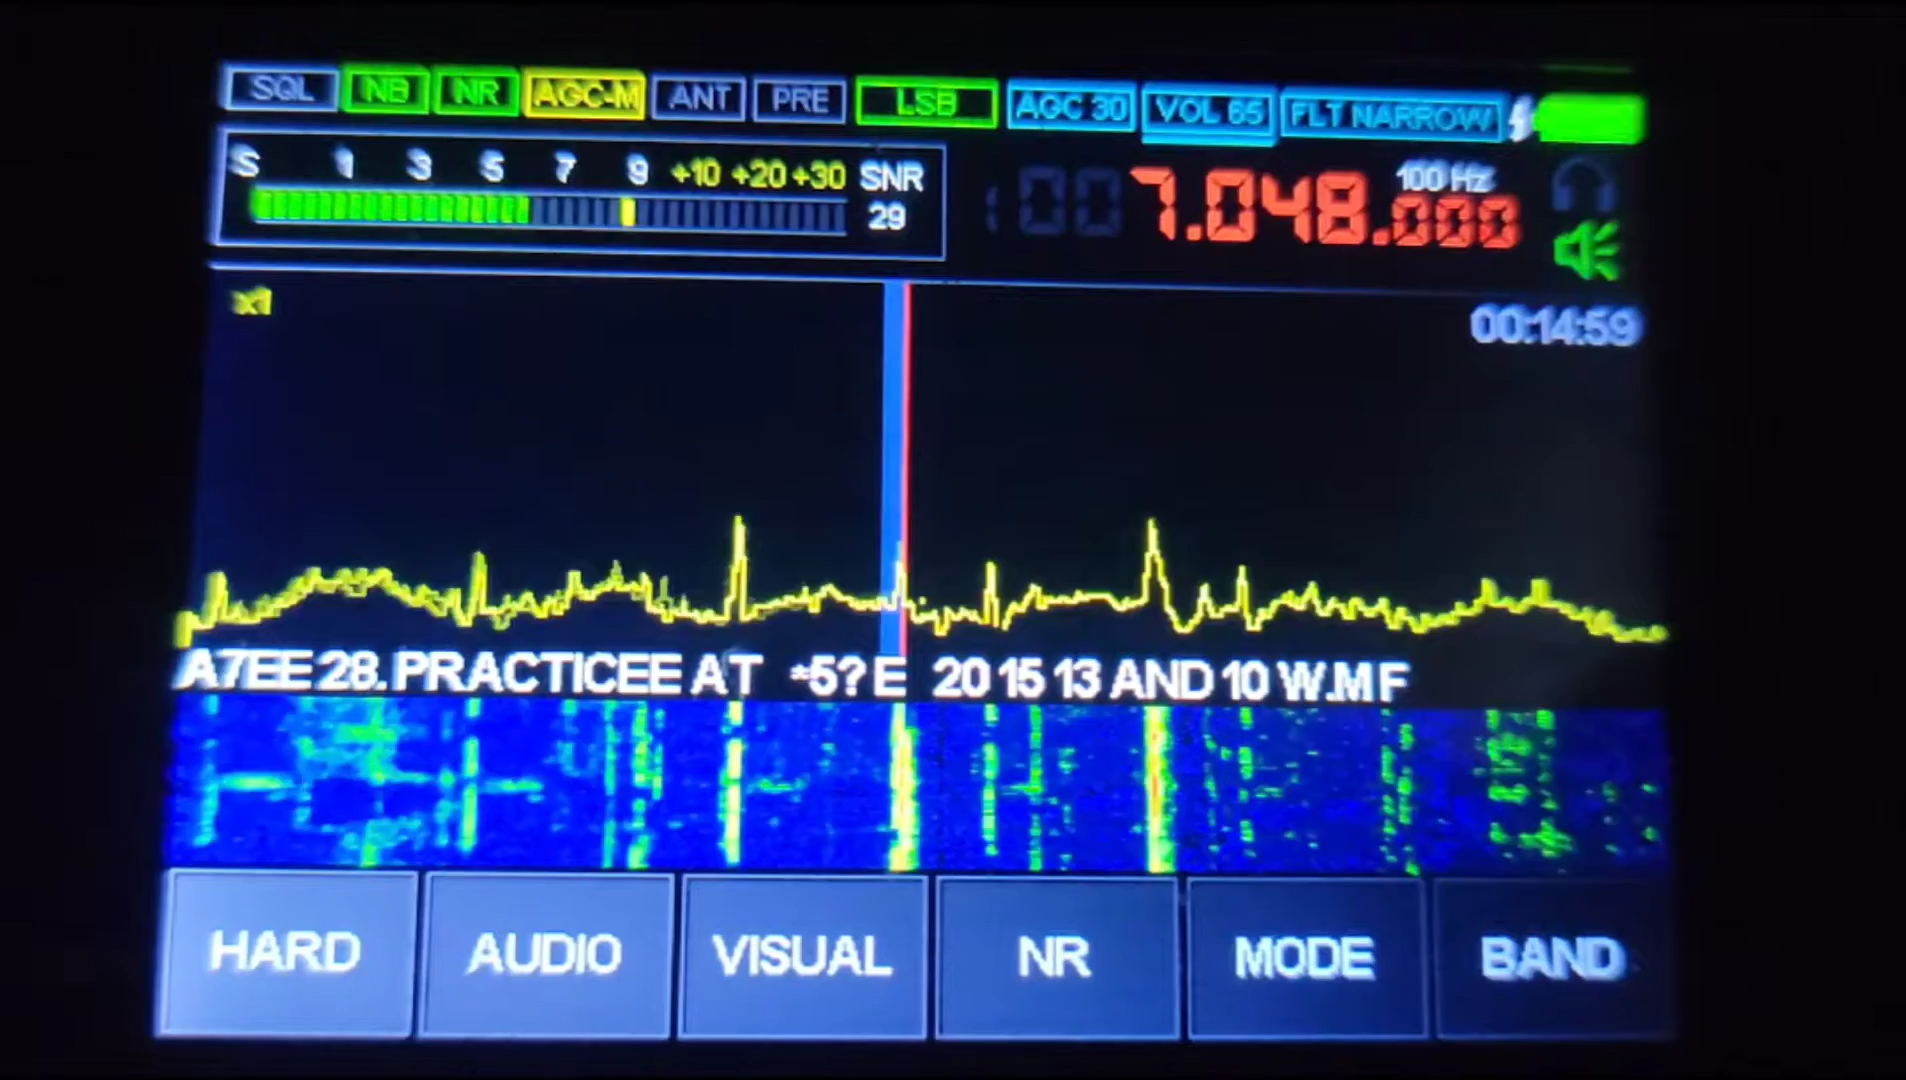 SQL NB NR AGC-M ANT PRE LSB AGC 30 VOL 65 FLT NARROW
S 1 3 5 7 9 +10 +20 +30 SNR
29
100 Hz
7.048.000
x1
00:14:59
A7EE 28. PRACTICEE AT *5? E 20 15 13 AND 10 W.M F
HARD AUDIO VISUAL NR MODE BAND